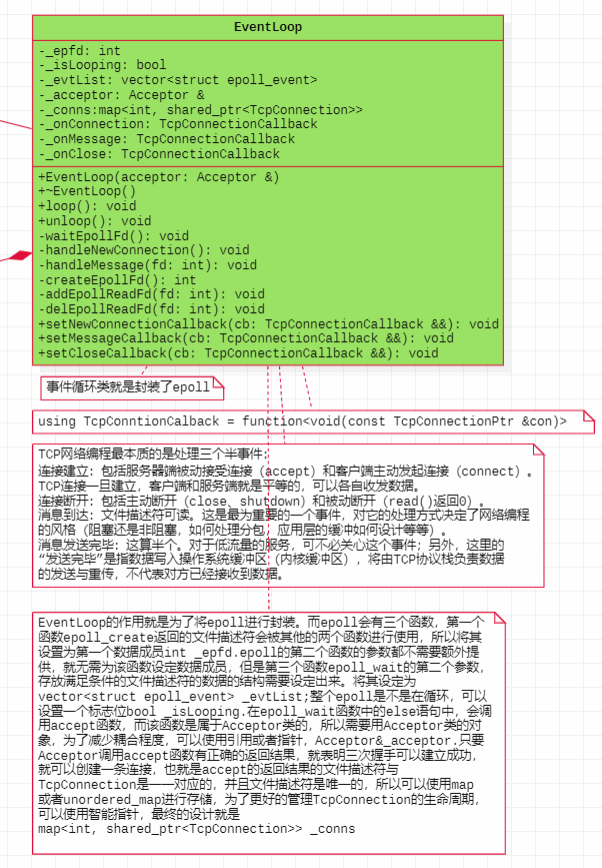 EventLoop
-_epfd: int
-_isLooping: bool
-_evtList: vector<struct epoll_event>
-_acceptor: Acceptor &
-_conns:map<int, shared_ptr<TcpConnection>>
-_onConnection: TcpConnectionCallback
-_onMessage: TcpConnectionCallback
-_onClose: TcpConnectionCallback
+EventLoop(acceptor: Acceptor &)
+~EventLoop()
+loop(): void
+unloop(): void
-waitEpollFd(): void
-handleNewConnection(): void
-handleMessage(fd: int): void
-createEpollFd(): int
-addEpollReadFd(fd: int): void
-delEpollReadFd(fd: int): void
+setNewConnectionCallback(cb: TcpConnectionCallback &&): void
+setMessageCallback(cb: TcpConnectionCallback &&): void
+setCloseCallback(cb: TcpConnectionCallback &&): void
事件循环类就是封装了epoll
using TcpConntionCalback = function<void(const TcpConnectionPtr &con)>
TCP网络编程最本质的是处理三个半事件:
连接建立：包括服务器端被动接受连接（accept）和客户端主动发起连接（connect）。
TCP连接一旦建立，客户端和服务端就是平等的，可以各自收发数据。
连接断开：包括主动断开（close、shutdown）和被动断开（read()返回0）。
消息到达：文件描述符可读。这是最为重要的一个事件，对它的处理方式决定了网络编程
的风格（阻塞还是非阻塞，如何处理分包，应用层的缓冲如何设计等等）。
消息发送完毕：这算半个。对于低流量的服务，可不必关心这个事件；另外，这里的
“发送完毕”是指数据写入操作系统缓冲区（内核缓冲区），将由TCP协议栈负责数据
的发送与重传，不代表对方已经接收到数据。
EventLoop的作用就是为了将epoll进行封装。而epoll会有三个函数，第一个
函数epoll_create返回的文件描述符会被其他的两个函数进行使用，所以将其
设置为第一个数据成员int _epfd.epoll的第二个函数的参数都不需要额外提
供，就无需为该函数设定数据成员，但是第三个函数epoll_wait的第二个参数，
存放满足条件的文件描述符的数据的结构需要设定出来。将其设定为
vector<struct epoll_event> _evtList;整个epoll是不是在循环，可以
设置一个标志位bool _isLooping.在epoll_wait函数中的else语句中，会调
用accept函数，而该函数是属于Acceptor类的，所以需要用Acceptor类的对
象，为了减少耦合程度，可以使用引用或者指针，Acceptor&_acceptor.只要
Acceptor调用accept函数有正确的返回结果，就表明三次握手可以建立成功，
就可以创建一条连接，也就是accept的返回结果的文件描述符与
TcpConnection是一一对应的，并且文件描述符是唯一的，所以可以使用map
或者unordered_map进行存储，为了更好的管理TcpConnection的生命周期，
可以使用智能指针，最终的设计就是
map<int, shared_ptr<TcpConnection>> _conns